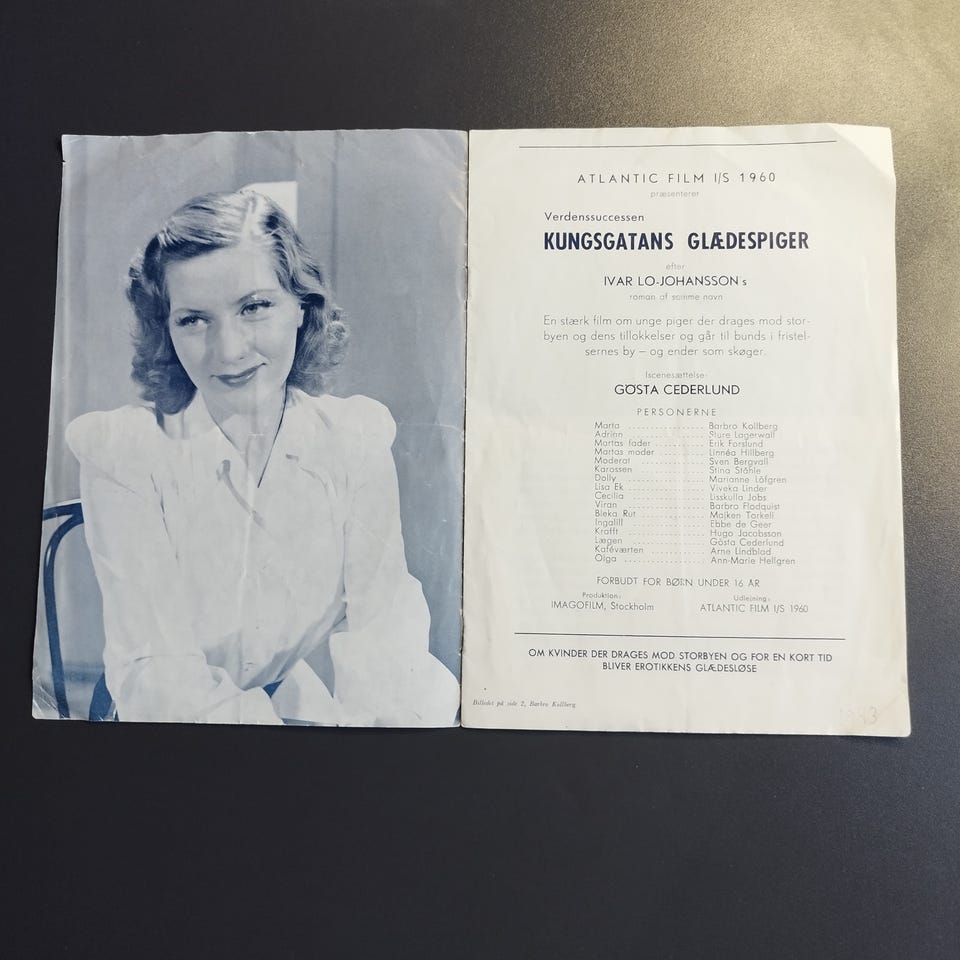 ATLANTIC FILM I/S 1960
præsenterer
Verdenssuccessen
KUNGSGATANS GLÆDESPIGER
efter
IVAR LO-JOHANSSON's
roman af samme navn
En stærk film om unge piger der drages mod stor-
byen og dens tillokkelser og går til bunds i fristel-
sernes by — og ender som skøger.
Iscenesættelse:
GÖSTA CEDERLUND
PERSONERNE
Marta .................. Barbro Kollberg
Adrian .................. Sture Lagerwall
Martas fader .................. Erik Forslund
Martas moder .................. Linnéa Hillberg
Moderat .................. Sven Bergvall
Karossen .................. Stina Ståhle
Dolly .................. Marianne Löfgren
Lisa Ek .................. Viveka Linder
Cecilia .................. Lisskulla Jobs
Viran .................. Barbro Flodquist
Bleka Rut .................. Majken Torkeli
Ingalill .................. Ebbe de Geer
Krafft .................. Hugo Jacobsson
Lægen .................. Gösta Cederlund
Kaféværten .................. Arne Lindblad
Olga .................. Ann-Marie Hellgren
FORBUDT FOR BØRN UNDER 16 ÅR
Produktion: Udlejning:
IMAGOFILM, Stockholm ATLANTIC FILM I/S 1960
OM KVINDER DER DRAGES MOD STORBYEN OG FOR EN KORT TID
BLIVER EROTIKKENS GLÆDESLØSE
Billedet på side 2, Barbro Kollberg
1943